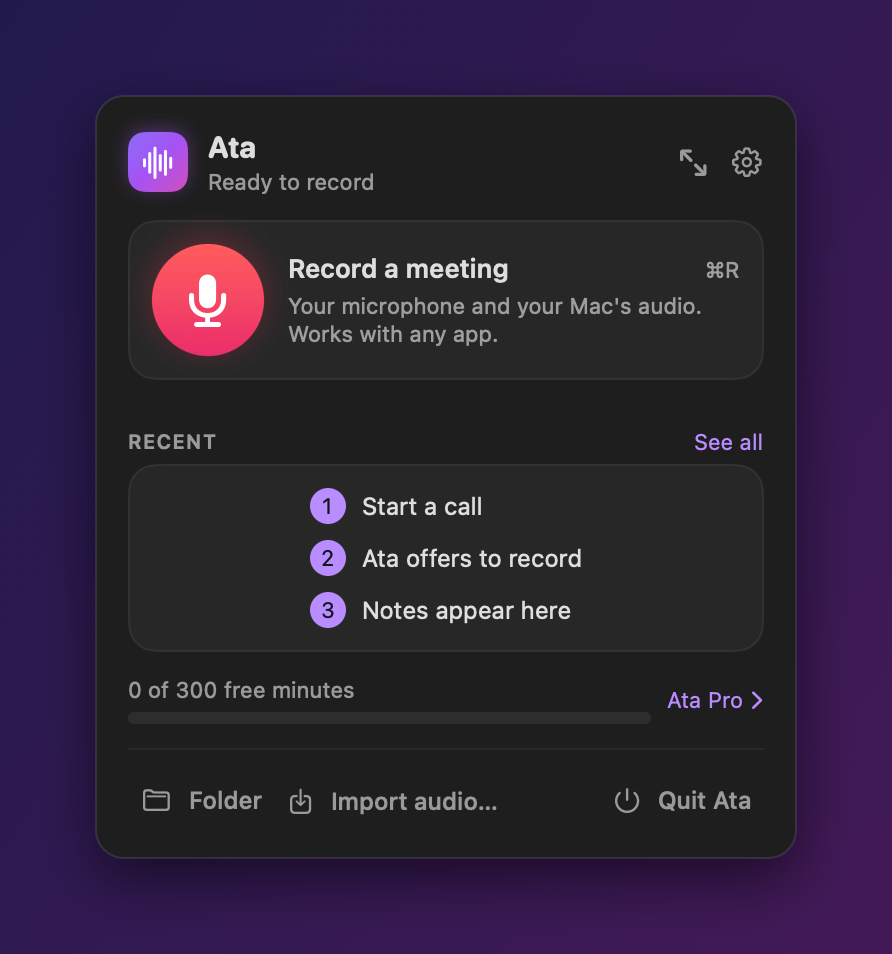 Ata
Ready to record
Record a meeting
⌘R
Your microphone and your Mac's audio.
Works with any app.
RECENT
See all
1 Start a call
2 Ata offers to record
3 Notes appear here
0 of 300 free minutes
Ata Pro
Folder
Import audio...
Quit Ata